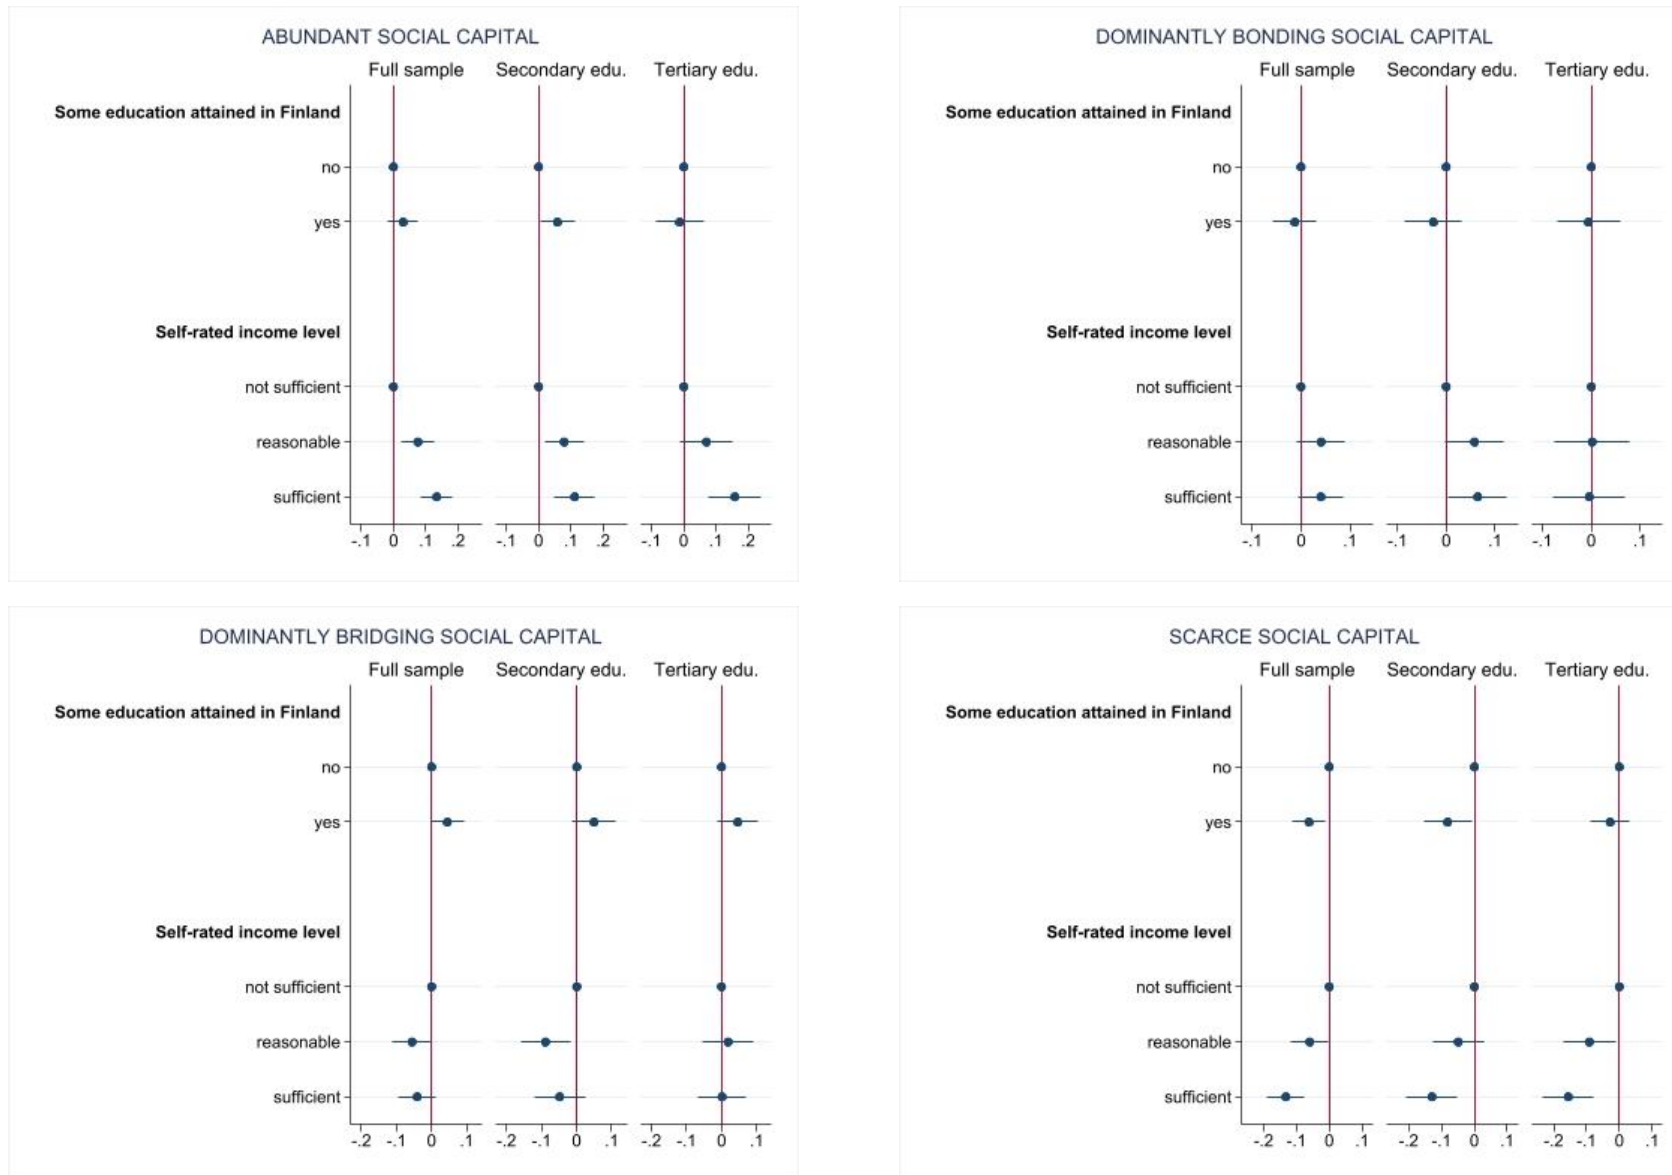 ABUNDANT SOCIAL CAPITAL
Full sample Secondary edu. Tertiary edu.
Some education attained in Finland
no
yes
Self-rated income level
not sufficient
reasonable
sufficient
-.1 0 .1 .2 -.1 0 .1 .2 -.1 0 .1 .2
DOMINANTLY BONDING SOCIAL CAPITAL
Full sample Secondary edu. Tertiary edu.
Some education attained in Finland
no
yes
Self-rated income level
not sufficient
reasonable
sufficient
-.1 0 .1 -.1 0 .1 -.1 0 .1
DOMINANTLY BRIDGING SOCIAL CAPITAL
Full sample Secondary edu. Tertiary edu.
Some education attained in Finland
no
yes
Self-rated income level
not sufficient
reasonable
sufficient
-.2 -.1 0 .1 -.2 -.1 0 .1 -.2 -.1 0 .1
SCARCE SOCIAL CAPITAL
Full sample Secondary edu. Tertiary edu.
Some education attained in Finland
no
yes
Self-rated income level
not sufficient
reasonable
sufficient
-.2 -.1 0 .1 -.2 -.1 0 .1 -.2 -.1 0 .1